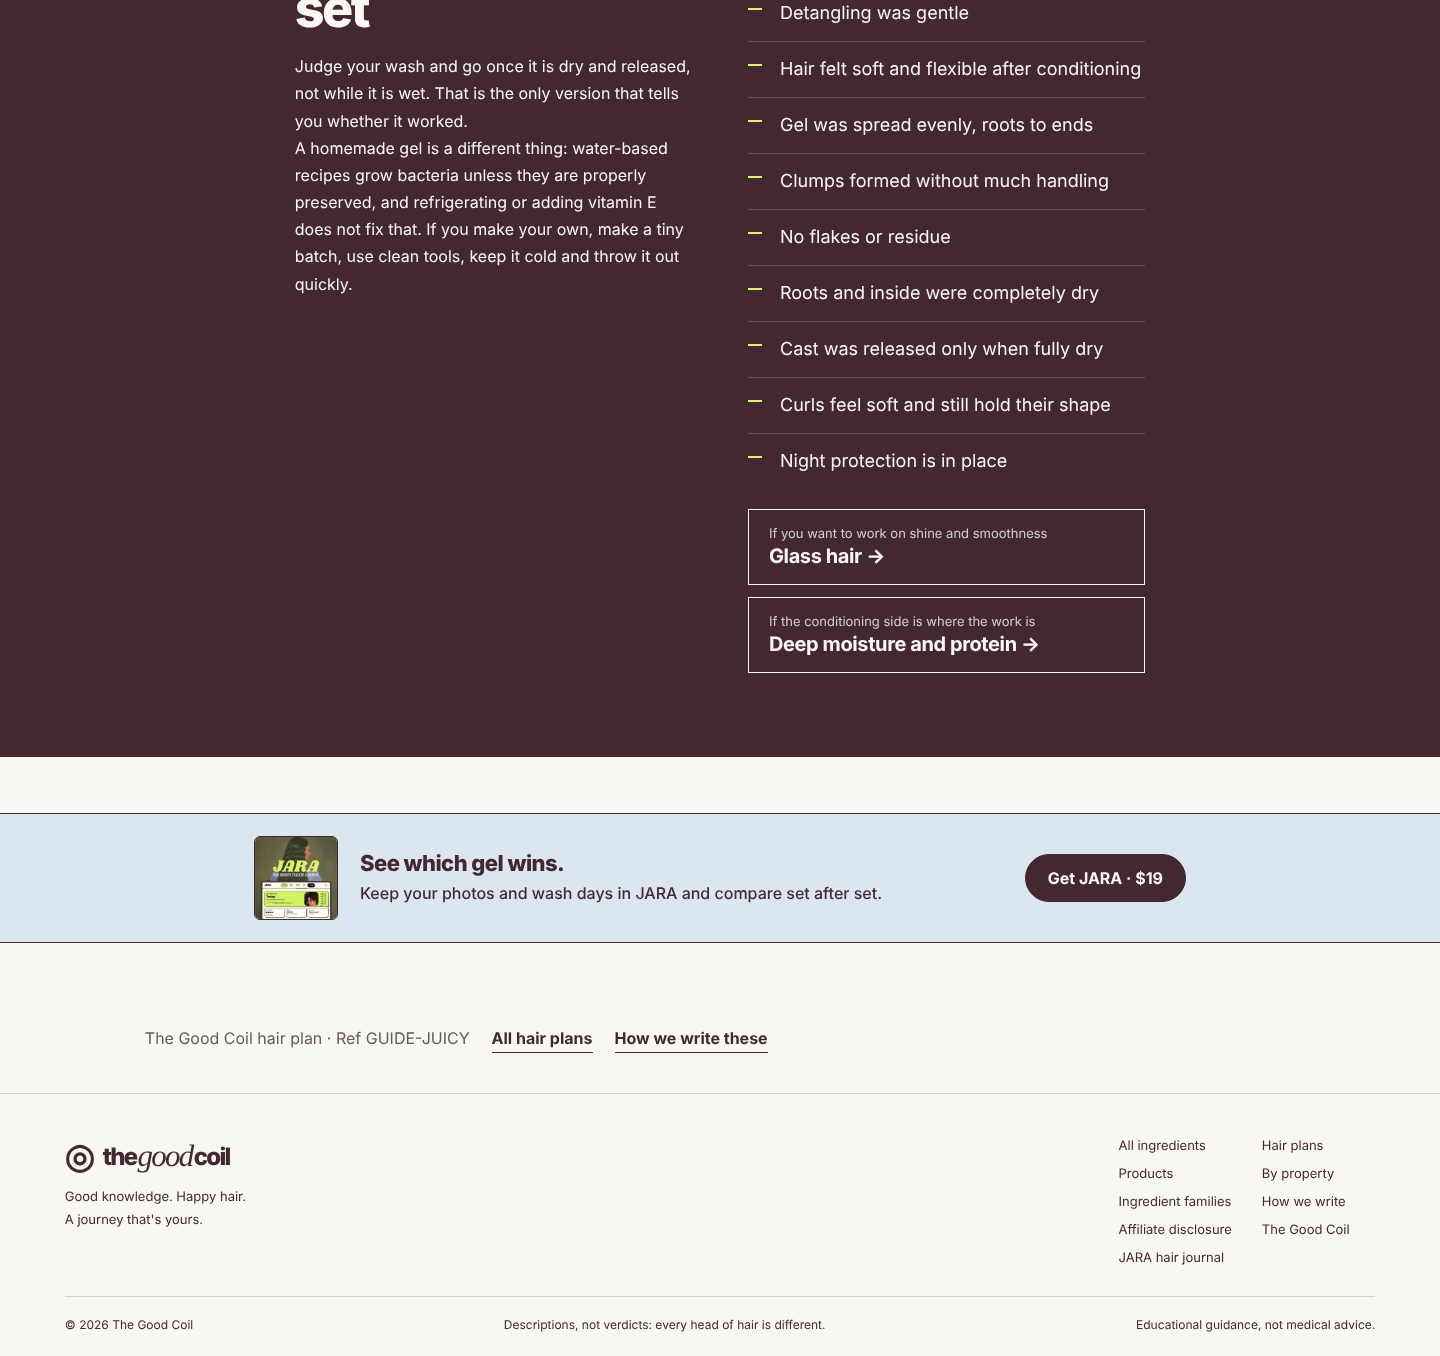 set
Judge your wash and go once it is dry and released,
not while it is wet. That is the only version that tells
you whether it worked.
A homemade gel is a different thing: water-based
recipes grow bacteria unless they are properly
preserved, and refrigerating or adding vitamin E
does not fix that. If you make your own, make a tiny
batch, use clean tools, keep it cold and throw it out
quickly.
Detangling was gentle
Hair felt soft and flexible after conditioning
Gel was spread evenly, roots to ends
Clumps formed without much handling
No flakes or residue
Roots and inside were completely dry
Cast was released only when fully dry
Curls feel soft and still hold their shape
Night protection is in place
If you want to work on shine and smoothness
Glass hair →
If the conditioning side is where the work is
Deep moisture and protein →
JARA
See which gel wins.
Keep your photos and wash days in JARA and compare set after set.
Get JARA · $19
The Good Coil hair plan · Ref GUIDE-JUICY All hair plans How we write these
thegoodcoil
Good knowledge. Happy hair.
A journey that's yours.
All ingredients
Products
Ingredient families
Affiliate disclosure
JARA hair journal
Hair plans
By property
How we write
The Good Coil
© 2026 The Good Coil
Descriptions, not verdicts: every head of hair is different.
Educational guidance, not medical advice.